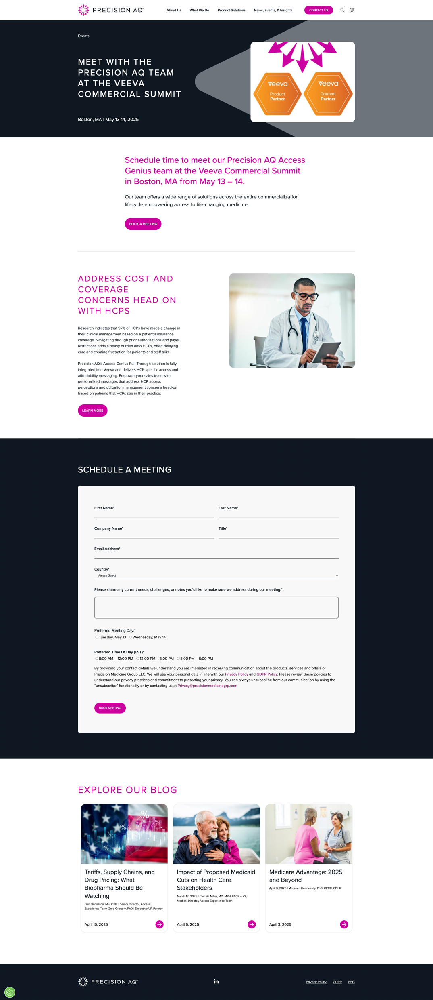 PRECISION AQ™
About Us
What We Do
Product Solutions
News, Events, & Insights
CONTACT US
Events
MEET WITH THE
PRECISION AQ TEAM
AT THE VEEVA
COMMERCIAL SUMMIT
Boston, MA | May 13-14, 2025
Veeva
Product
Partner
Veeva
Content
Partner
Schedule time to meet our Precision AQ Access
Genius team at the Veeva Commercial Summit
in Boston, MA from May 13 – 14.
Our team offers a wide range of solutions across the entire commercialization
lifecycle empowering access to life-changing medicine.
BOOK A MEETING
ADDRESS COST AND
COVERAGE
CONCERNS HEAD ON
WITH HCPS
Research indicates that 97% of HCPs have made a change in
their clinical management based on a patient's insurance
coverage. Navigating through prior authorizations and payer
restrictions adds a heavy burden onto HCPs, often delaying
care and creating frustration for patients and staff alike.
Precision AQ's Access Genius Pull-Through solution is fully
integrated into Veeva and delivers HCP specific access and
affordability messaging. Empower your sales team with
personalized messages that address HCP access
perceptions and utilization management concerns head-on
based on patients that HCPs see in their practice.
LEARN MORE
SCHEDULE A MEETING
First Name*
Last Name*
Company Name*
Title*
Email Address*
Country*
Please Select
Please share any current needs, challenges, or notes you'd like to make sure we address during our meeting:*
Preferred Meeting Day:*
Tuesday, May 13
Wednesday, May 14
Preferred Time Of Day (EST)*
8:00 AM – 12:00 PM
12:00 PM – 3:00 PM
3:00 PM – 6:00 PM
By providing your contact details we understand you are interested in receiving communication about the products, services and offers of
Precision Medicine Group LLC. We will use your personal data in line with our Privacy Policy and GDPR Policy. Please review these policies to
understand our privacy practices and commitment to protecting your privacy. You can always unsubscribe from our communication by using the
"unsubscribe" functionality or by contacting us at Privacy@precisionmedicinegrp.com
BOOK MEETING
EXPLORE OUR BLOG
%
%
%
%
%
%
Tariffs, Supply Chains, and
Drug Pricing: What
Biopharma Should Be
Watching
Dan Danielson, MS, R.Ph. | Senior Director, Access
Experience Team Greg Gregory, PhD | Executive VP, Partner
April 10, 2025
Impact of Proposed Medicaid
Cuts on Health Care
Stakeholders
March 12, 2025 | Cynthia Miller, MD, MPH, FACP – VP,
Medical Director, Access Experience Team
April 6, 2025
Medicare Advantage: 2025
and Beyond
April 3, 2025 | Maureen Hennessey, PhD, CPCC, CPHQ
April 3, 2025
PRECISION AQ™
in
Privacy Policy
GDPR
ESG